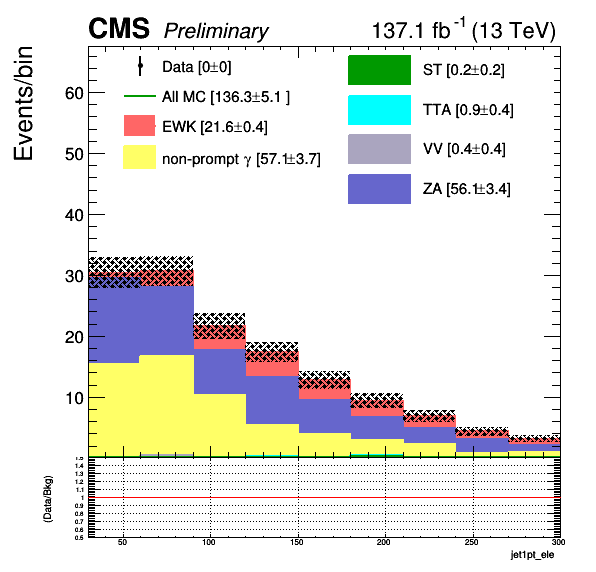 CMS Preliminary 137.1 fb⁻¹ (13 TeV)
Events/bin
Data [0±0]
All MC [136.3±5.1 ]
EWK [21.6±0.4]
non-prompt γ [57.1±3.7]
ST [0.2±0.2]
TTA [0.9±0.4]
VV [0.4±0.4]
ZA [56.1±3.4]
60
50
40
30
20
10
(Data/Bkg)
1.5
1.4
1.3
1.2
1.1
1
0.9
0.8
0.7
0.6
0.5
50 100 150 200 250 300
jet1pt_ele